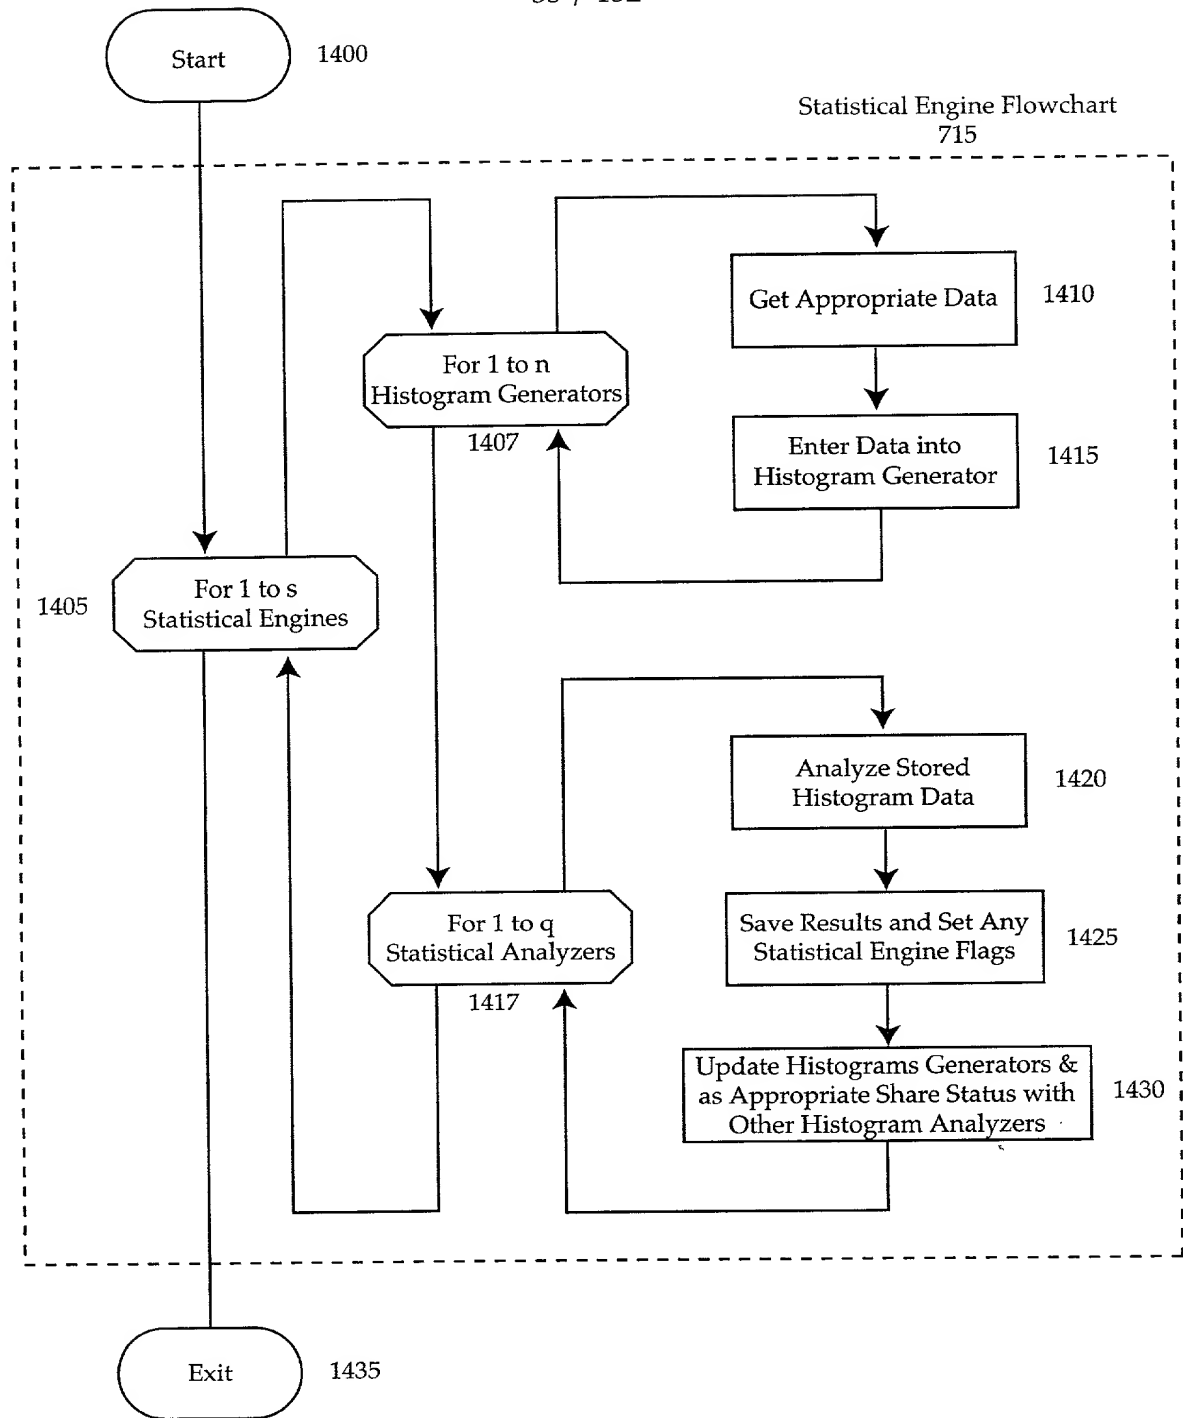 Start
1400
Statistical Engine Flowchart
715
Get Appropriate Data
1410
For 1 to n
Histogram Generators
1407
Enter Data into
Histogram Generator
1415
1405
For 1 to s
Statistical Engines
Analyze Stored
Histogram Data
1420
For 1 to q
Statistical Analyzers
1417
Save Results and Set Any
Statistical Engine Flags
1425
Update Histograms Generators &
as Appropriate Share Status with
Other Histogram Analyzers
1430
Exit
1435